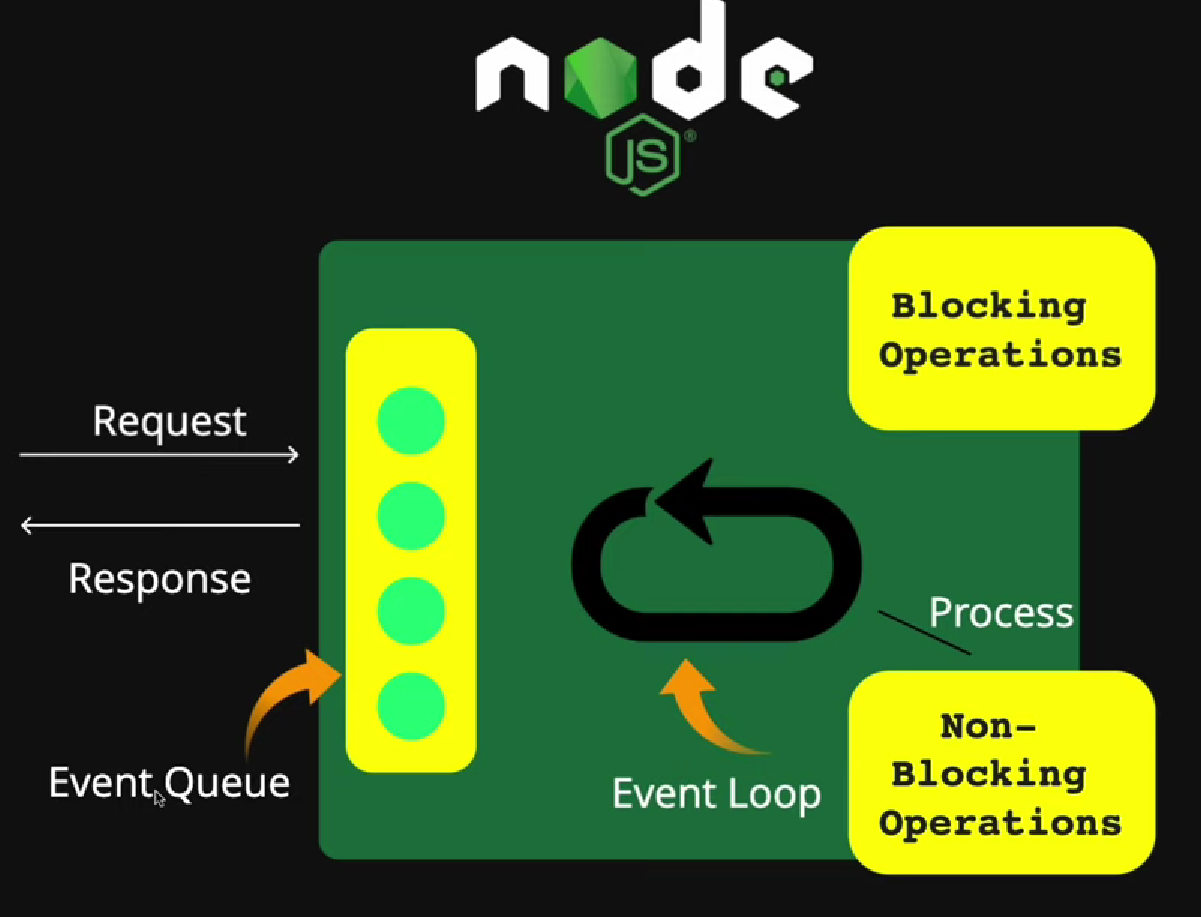 node
JS®
Blocking
Operations
Request
Response
Process
Non-
Blocking
Operations
Event Queue
Event Loop